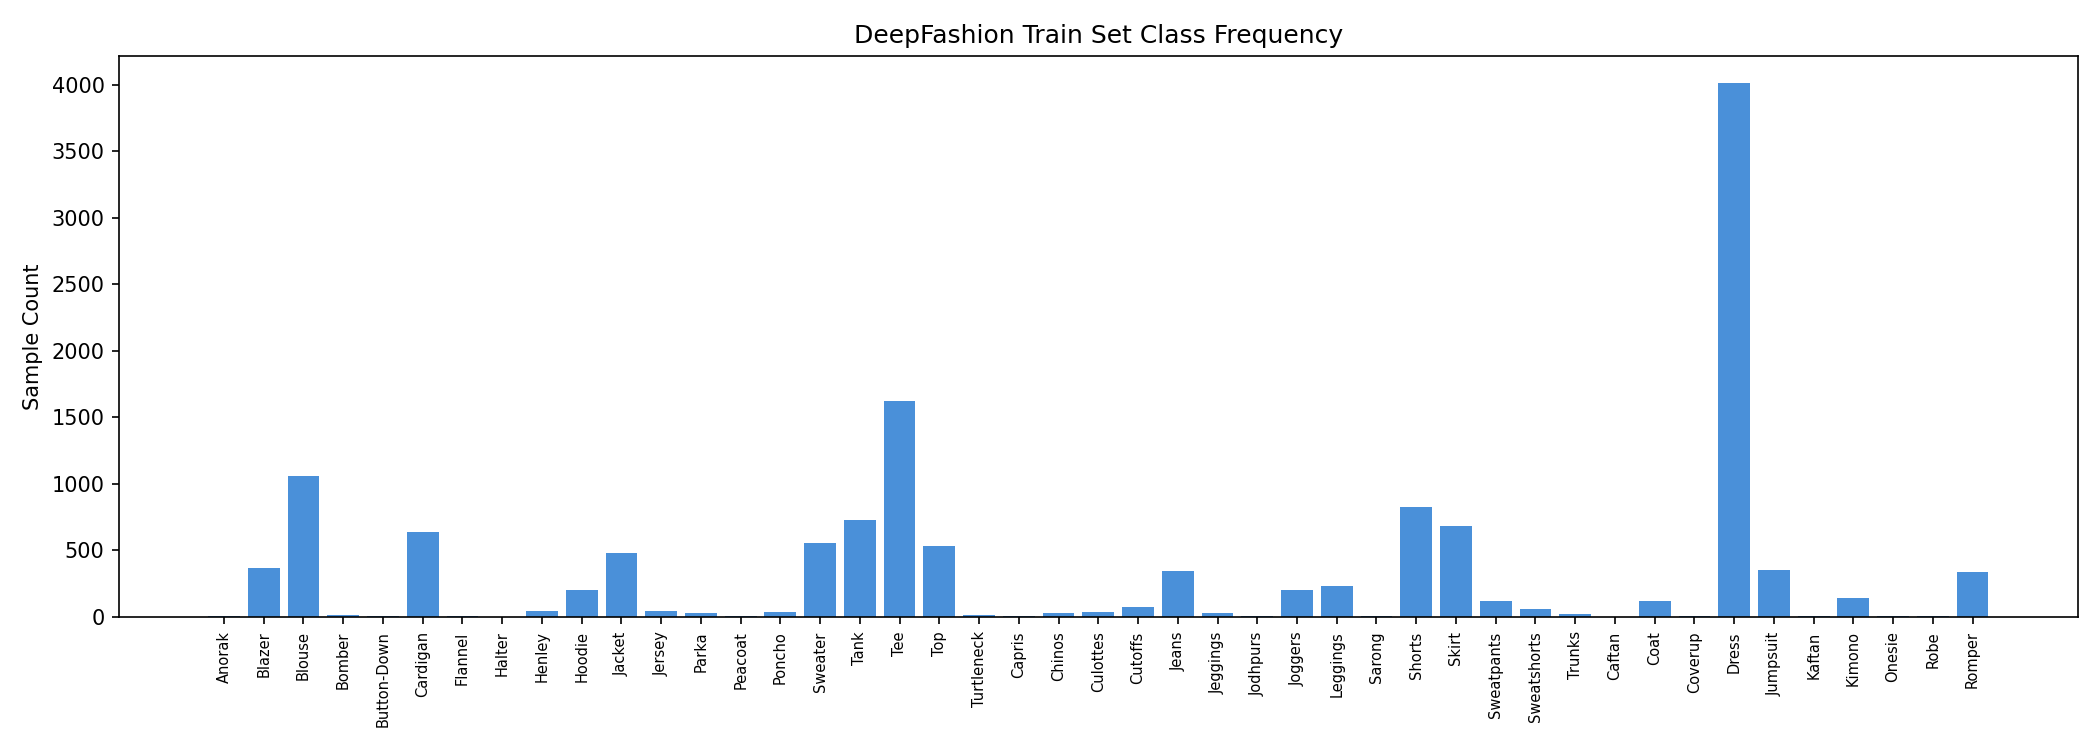 DeepFashion Train Set Class Frequency
Sample Count
4000
3500
3000
2500
2000
1500
1000
500
0
Anorak
Blazer
Blouse
Bomber
Button-Down
Cardigan
Flannel
Halter
Henley
Hoodie
Jacket
Jersey
Parka
Peacoat
Poncho
Sweater
Tank
Tee
Top
Turtleneck
Capris
Chinos
Culottes
Cutoffs
Jeans
Jeggings
Jodhpurs
Joggers
Leggings
Sarong
Shorts
Skirt
Sweatpants
Sweatshorts
Trunks
Caftan
Coat
Coverup
Dress
Jumpsuit
Kaftan
Kimono
Onesie
Robe
Romper